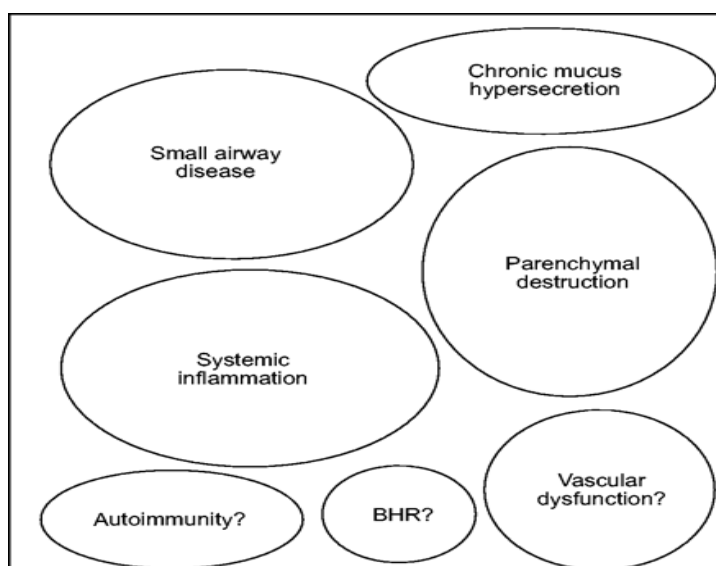 Chronic mucus
hypersecretion
Small airway
disease
Parenchymal
destruction
Systemic
inflammation
Vascular
dysfunction?
Autoimmunity?
BHR?